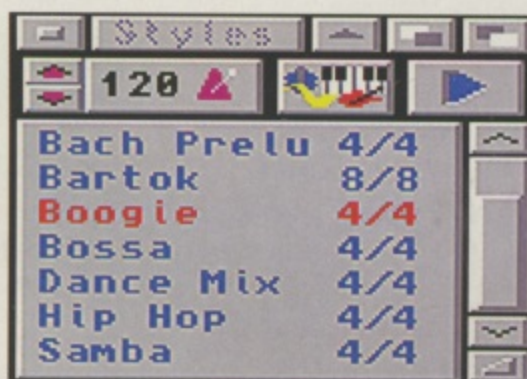 Styles
120
Bach Prelu 4/4
Bartok 8/8
Boogie 4/4
Bossa 4/4
Dance Mix 4/4
Hip Hop 4/4
Samba 4/4